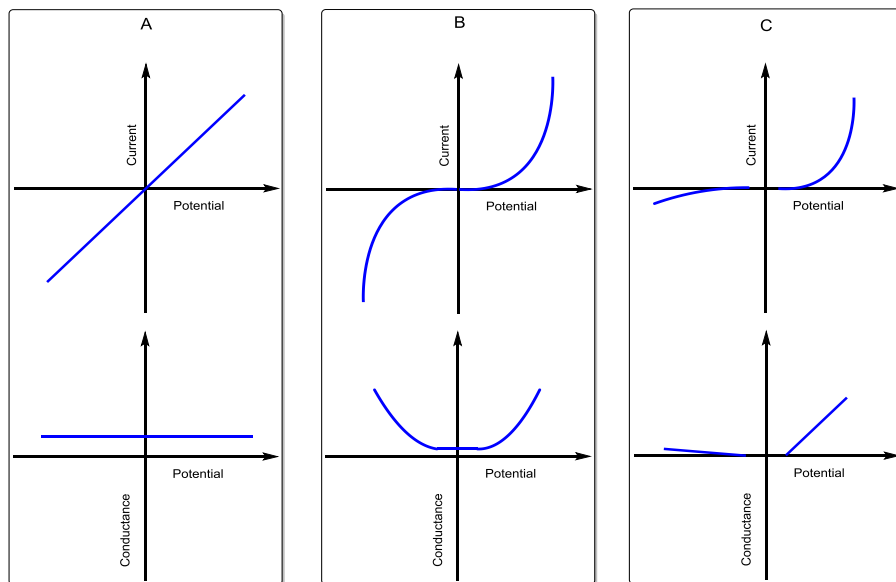 A
Current
Potential
Conductance
Potential
B
Current
Potential
Conductance
Potential
C
Current
Potential
Conductance
Potential